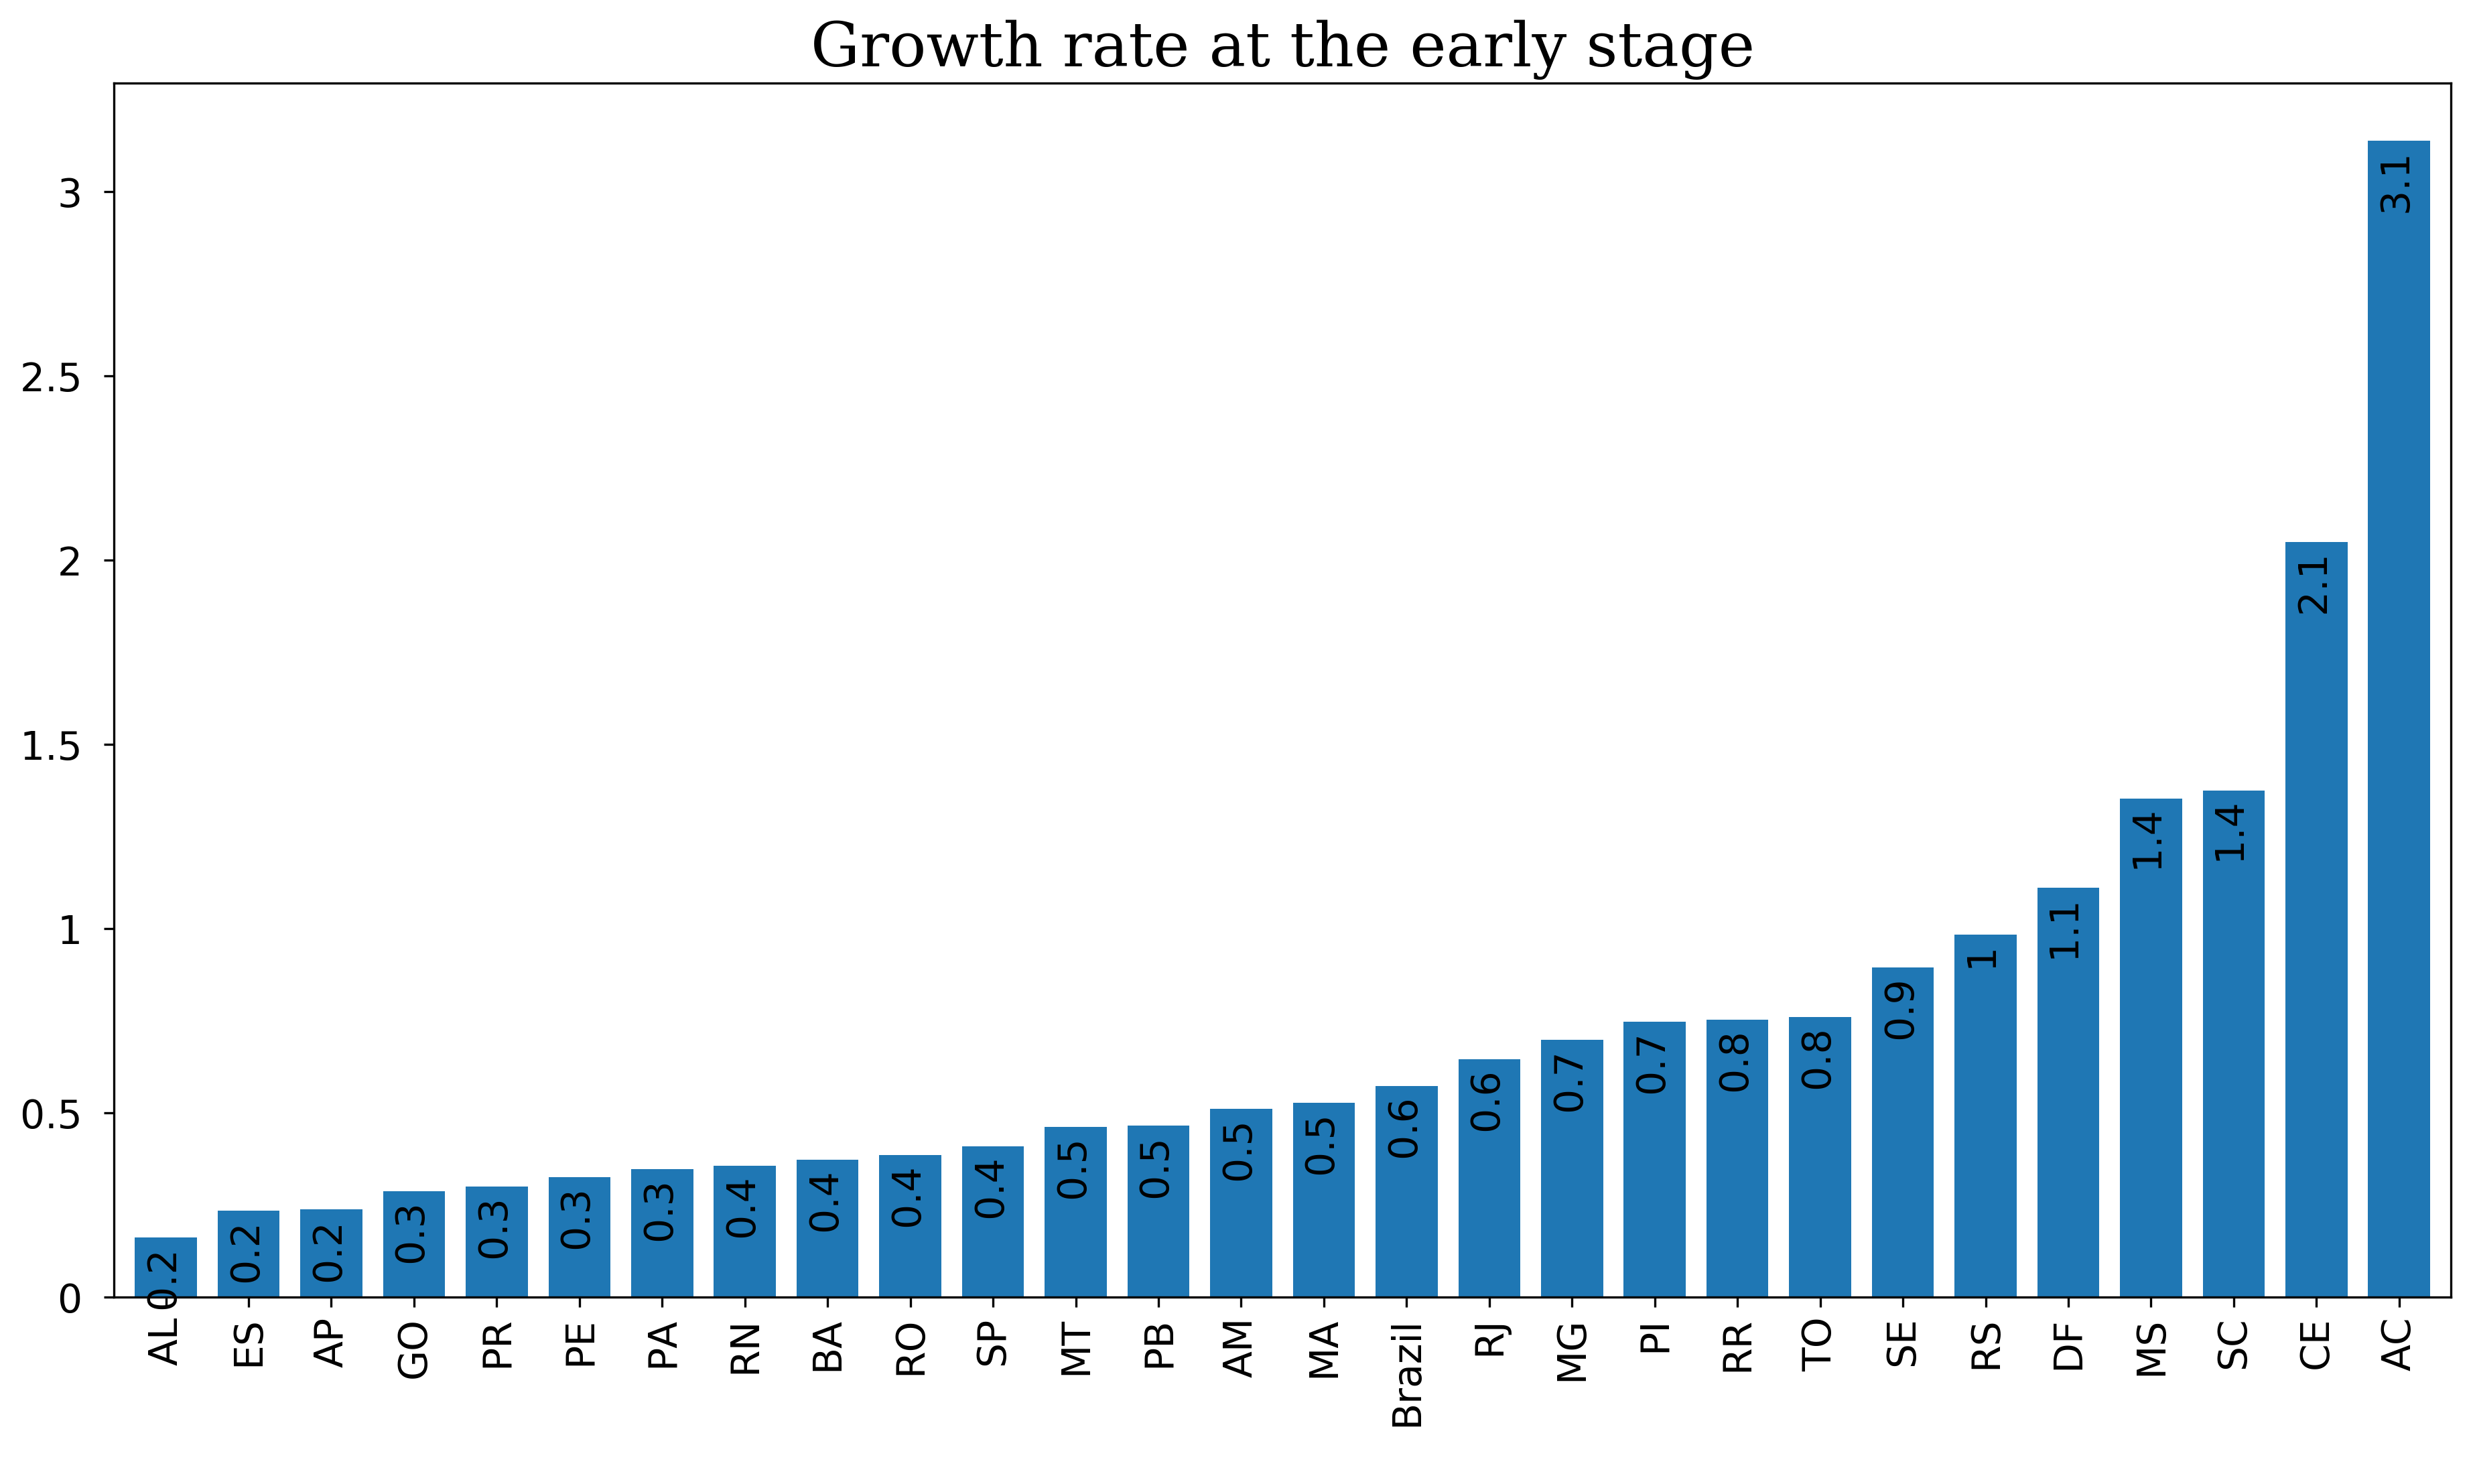 Growth rate at the early stage
3
2.5
2
1.5
1
0.5
0
0.2
0.2
0.2
0.3
0.3
0.3
0.3
0.4
0.4
0.4
0.4
0.5
0.5
0.5
0.5
0.6
0.6
0.7
0.7
0.8
0.8
0.9
1
1.1
1.4
1.4
2.1
3.1
AL
ES
AP
GO
PR
PE
PA
RN
BA
RO
SP
MT
PB
AM
MA
Brazil
RJ
MG
PI
RR
TO
SE
RS
DF
MS
SC
CE
AC